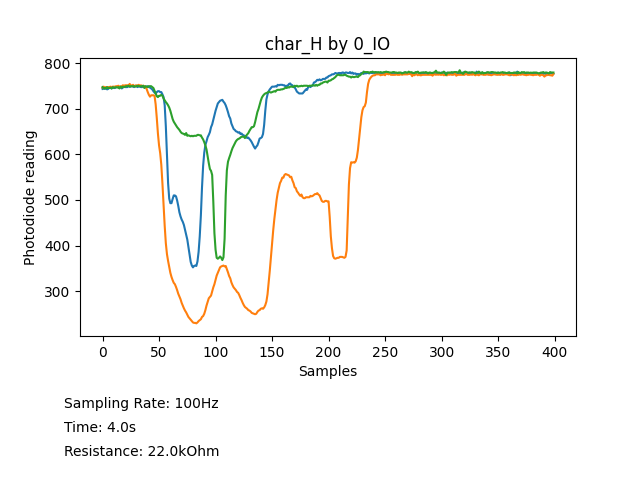 char_H by 0_IO
800
700
600
500
400
300
Photodiode reading
0 50 100 150 200 250 300 350 400
Samples
Sampling Rate: 100Hz
Time: 4.0s
Resistance: 22.0kOhm